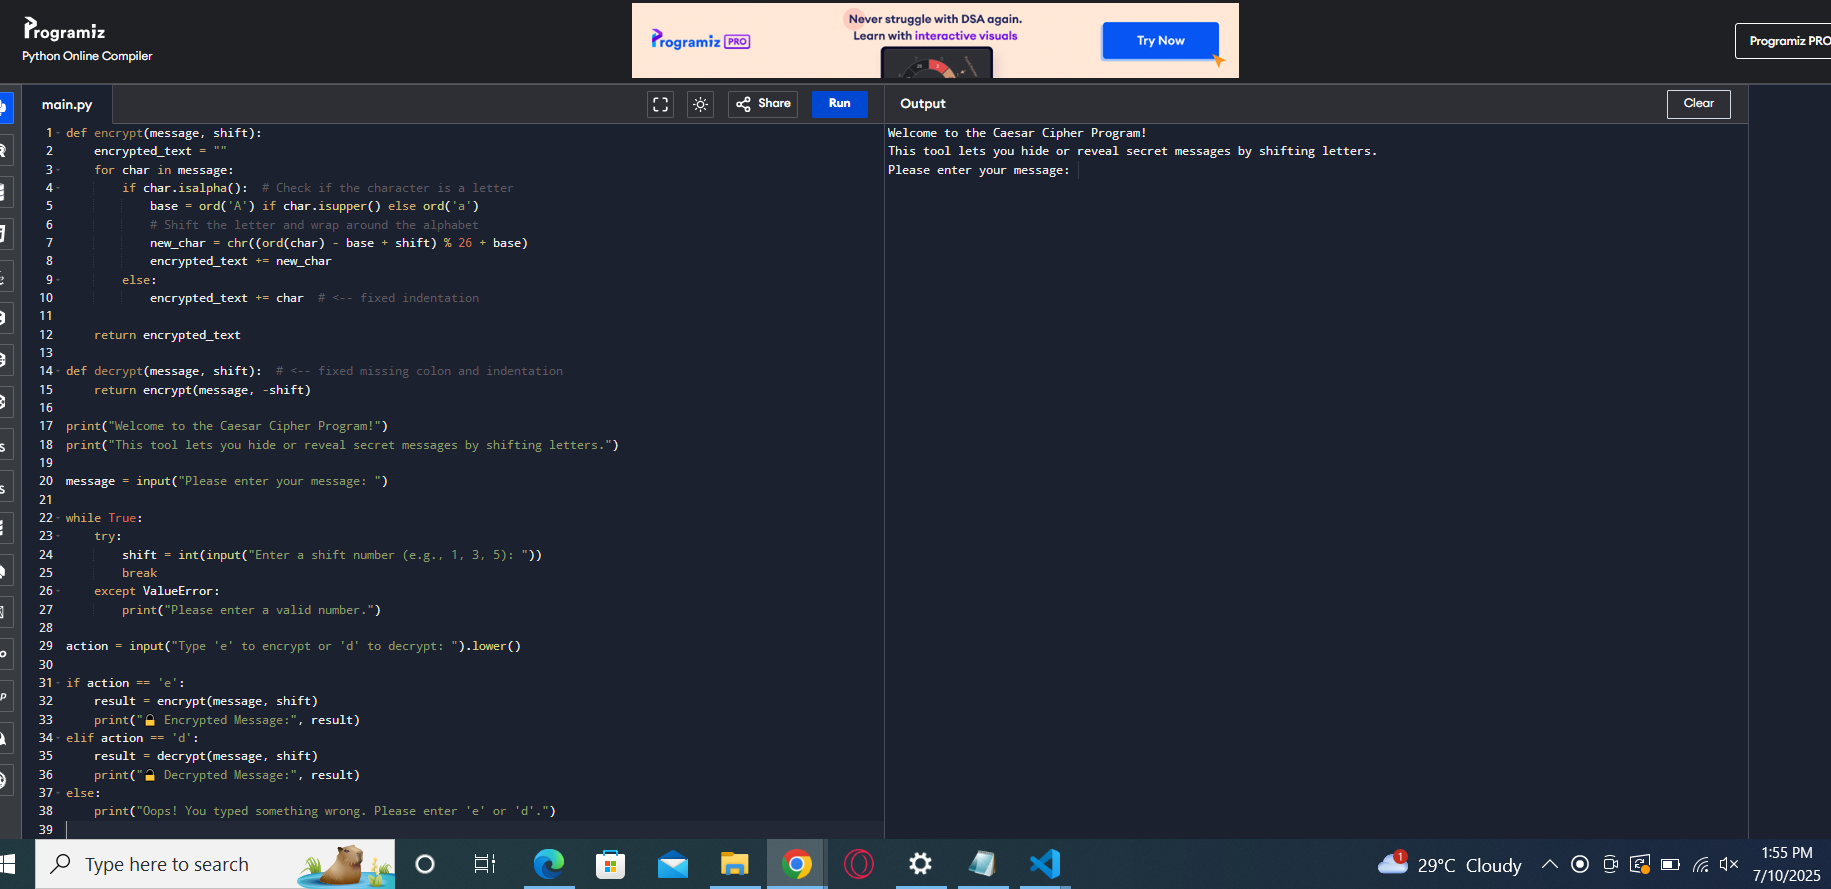 Programiz
Python Online Compiler
Never struggle with DSA again.
Learn with interactive visuals
Programiz PRO
Try Now
Programiz PRO
main.py
Share
Run
Output
Clear
1 def encrypt(message, shift):
2     encrypted_text = ""
3     for char in message:
4         if char.isalpha():  # Check if the character is a letter
5             base = ord('A') if char.isupper() else ord('a')
6             # Shift the letter and wrap around the alphabet
7             new_char = chr((ord(char) - base + shift) % 26 + base)
8             encrypted_text += new_char
9         else:
10             encrypted_text += char  # <-- fixed indentation
11
12     return encrypted_text
13
14 def decrypt(message, shift):  # <-- fixed missing colon and indentation
15     return encrypt(message, -shift)
16
17 print("Welcome to the Caesar Cipher Program!")
18 print("This tool lets you hide or reveal secret messages by shifting letters.")
19
20 message = input("Please enter your message: ")
21
22 while True:
23     try:
24         shift = int(input("Enter a shift number (e.g., 1, 3, 5): "))
25         break
26     except ValueError:
27         print("Please enter a valid number.")
28
29 action = input("Type 'e' to encrypt or 'd' to decrypt: ").lower()
30
31 if action == 'e':
32     result = encrypt(message, shift)
33     print("🔒 Encrypted Message:", result)
34 elif action == 'd':
35     result = decrypt(message, shift)
36     print("🔓 Decrypted Message:", result)
37 else:
38     print("Oops! You typed something wrong. Please enter 'e' or 'd'.")
39
Welcome to the Caesar Cipher Program!
This tool lets you hide or reveal secret messages by shifting letters.
Please enter your message:
Type here to search
1
29°C Cloudy
1:55 PM
7/10/2025